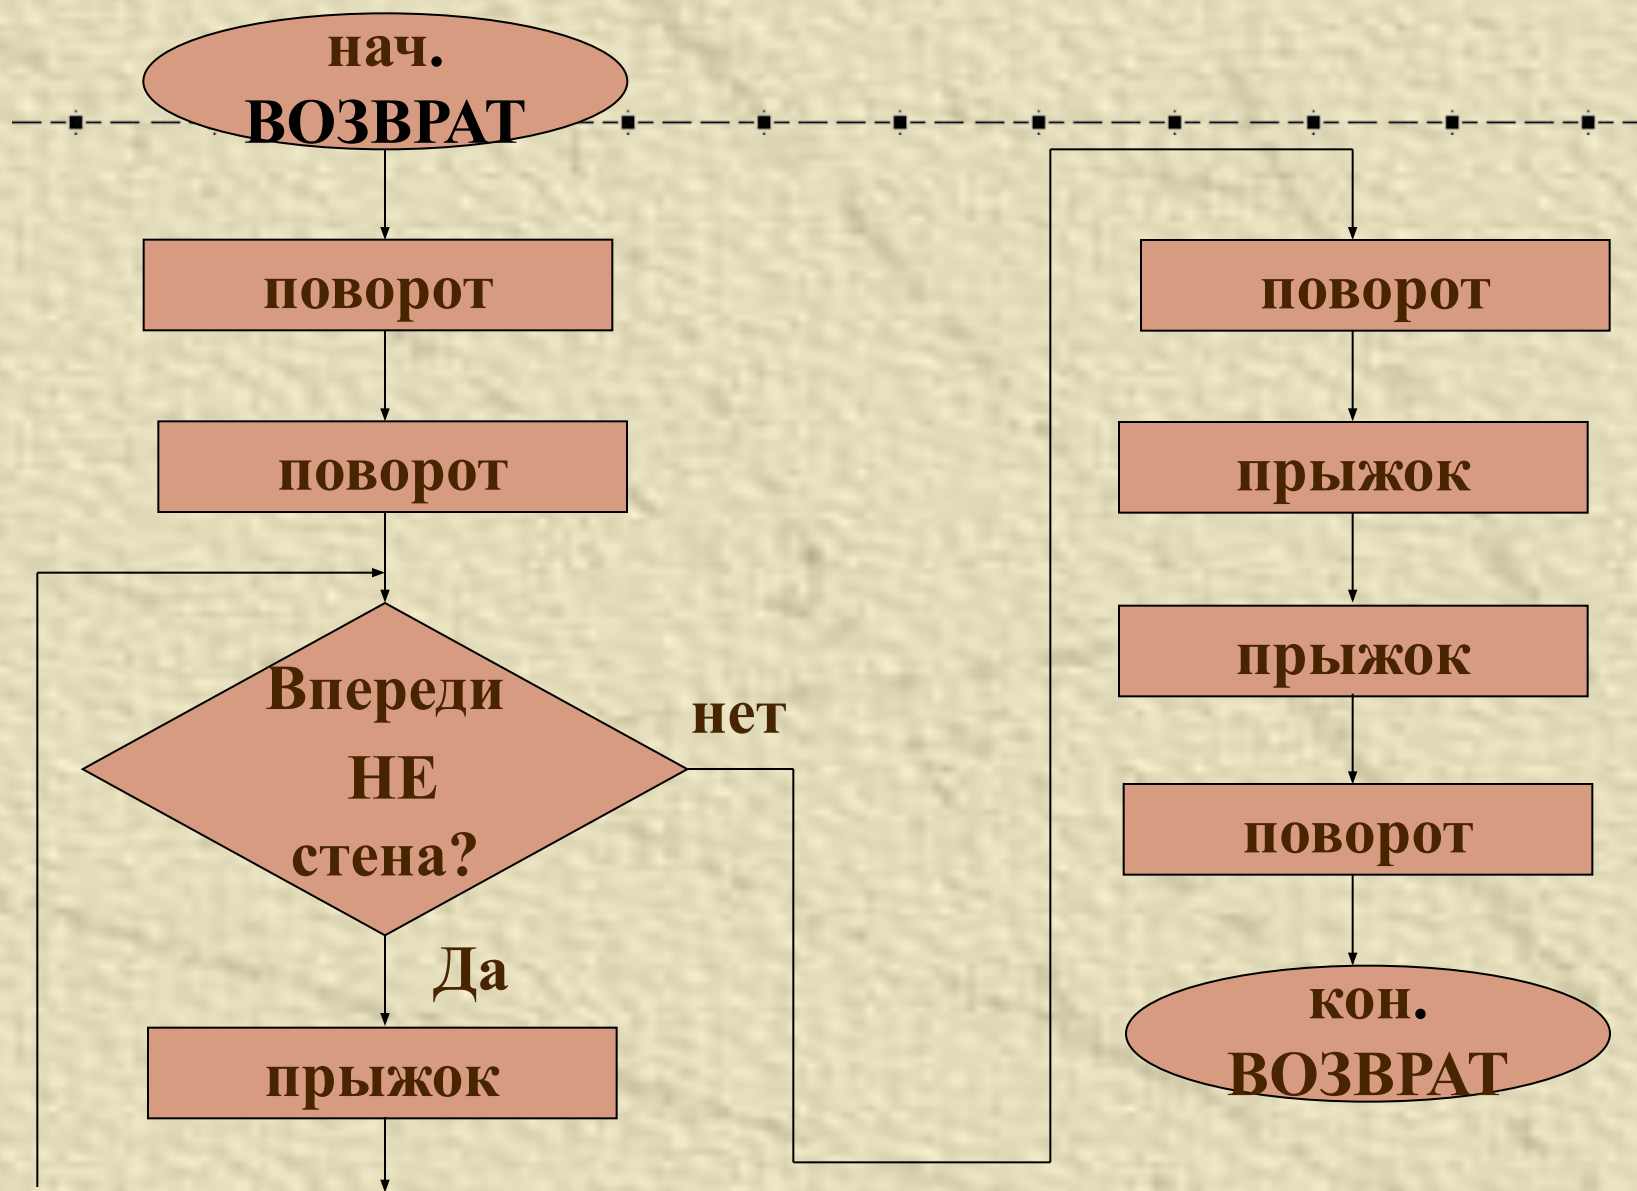 нач.
ВОЗВРАТ
поворот
поворот
Впереди
НЕ
стена?
нет
Да
прыжок
поворот
прыжок
прыжок
поворот
кон.
ВОЗВРАТ